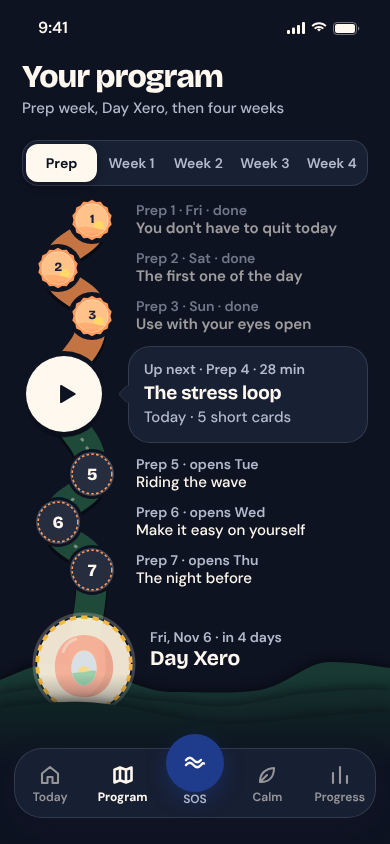 9:41
Your program
Prep week, Day Xero, then four weeks
Prep
Week 1
Week 2
Week 3
Week 4
1
Prep 1 · Fri · done
You don't have to quit today
2
Prep 2 · Sat · done
The first one of the day
3
Prep 3 · Sun · done
Use with your eyes open
Up next · Prep 4 · 28 min
The stress loop
Today · 5 short cards
5
Prep 5 · opens Tue
Riding the wave
6
Prep 6 · opens Wed
Make it easy on yourself
7
Prep 7 · opens Thu
The night before
0
Fri, Nov 6 · in 4 days
Day Xero
Today
Program
SOS
Calm
Progress